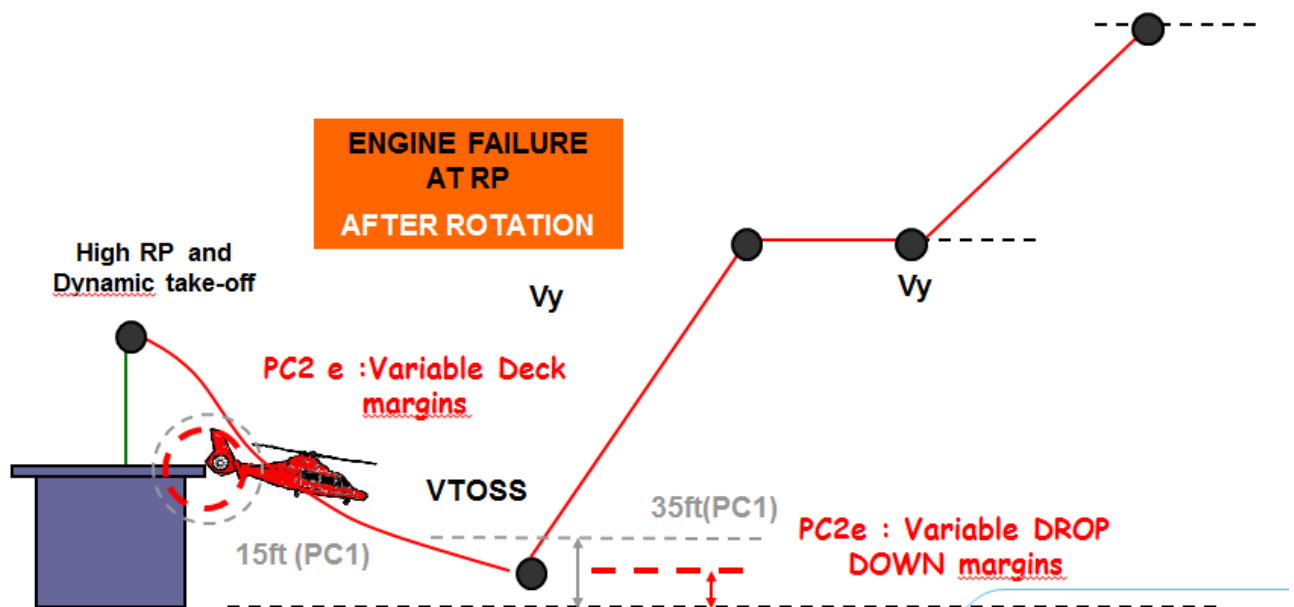 ENGINE FAILURE
AT RP
AFTER ROTATION
High RP and
Dynamic take-off
Vy
Vy
PC2 e :Variable Deck
margins
VTOSS
35ft(PC1)
15ft (PC1)
PC2e : Variable DROP
DOWN margins